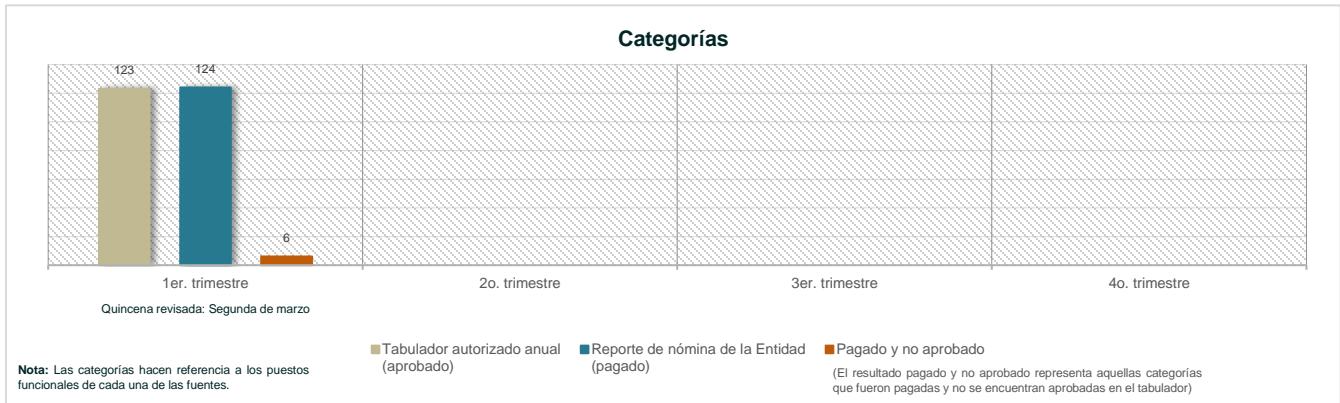 Categorías
123
124
6
1er. trimestre
2o. trimestre
3er. trimestre
4o. trimestre
Quincena revisada: Segunda de marzo
Tabulador autorizado anual
(aprobado)
Reporte de nómina de la Entidad
(pagado)
Pagado y no aprobado
(El resultado pagado y no aprobado representa aquellas categorías
que fueron pagadas y no se encuentran aprobadas en el tabulador)
Nota: Las categorías hacen referencia a los puestos
funcionales de cada una de las fuentes.